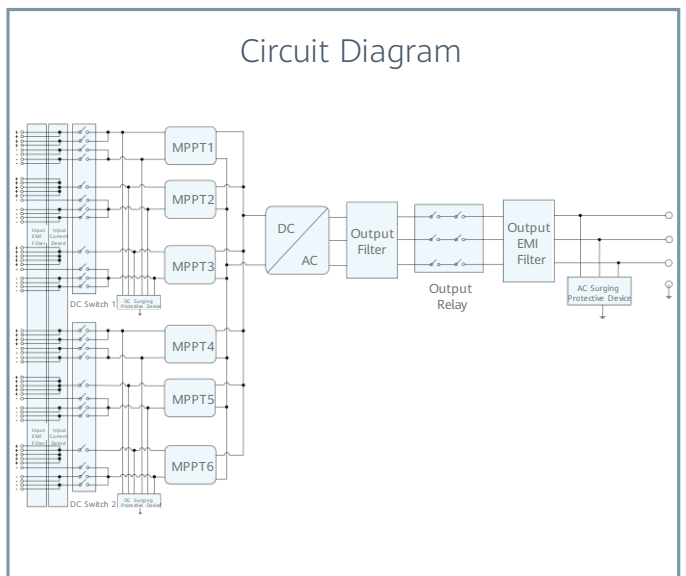 Circuit Diagram
MPPT1
MPPT2
Input
EMI
Filter
Input
Current
Detect
MPPT3
DC Switch 1
DC Surging
Protective Device
DC
AC
Output
Filter
Output
Relay
Output
EMI
Filter
AC Surging
Protective Device
MPPT4
MPPT5
Input
EMI
Filter
Input
Current
Detect
MPPT6
DC Switch 2
DC Surging
Protective Device